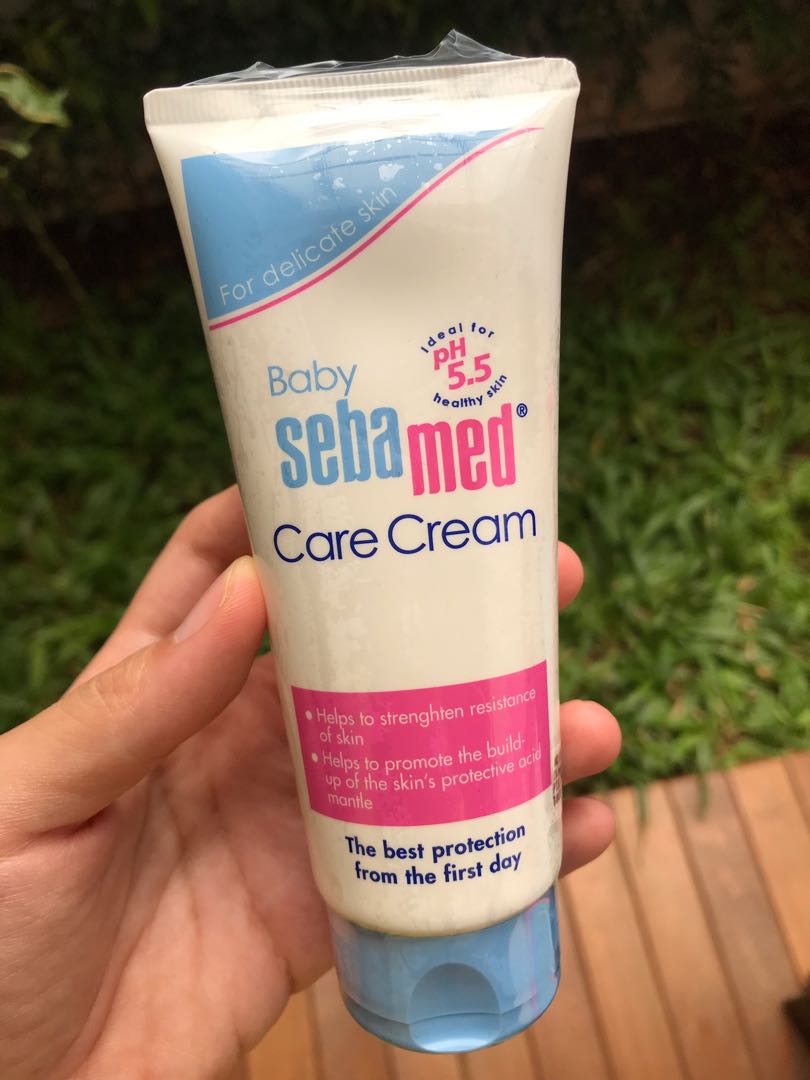 For delicate skin
Ideal for
pH
5.5
healthy skin
Baby
sebamed®
Care Cream
• Helps to strenghten resistance
of skin
• Helps to promote the build-
up of the skin's protective acid
mantle
The best protection
from the first day